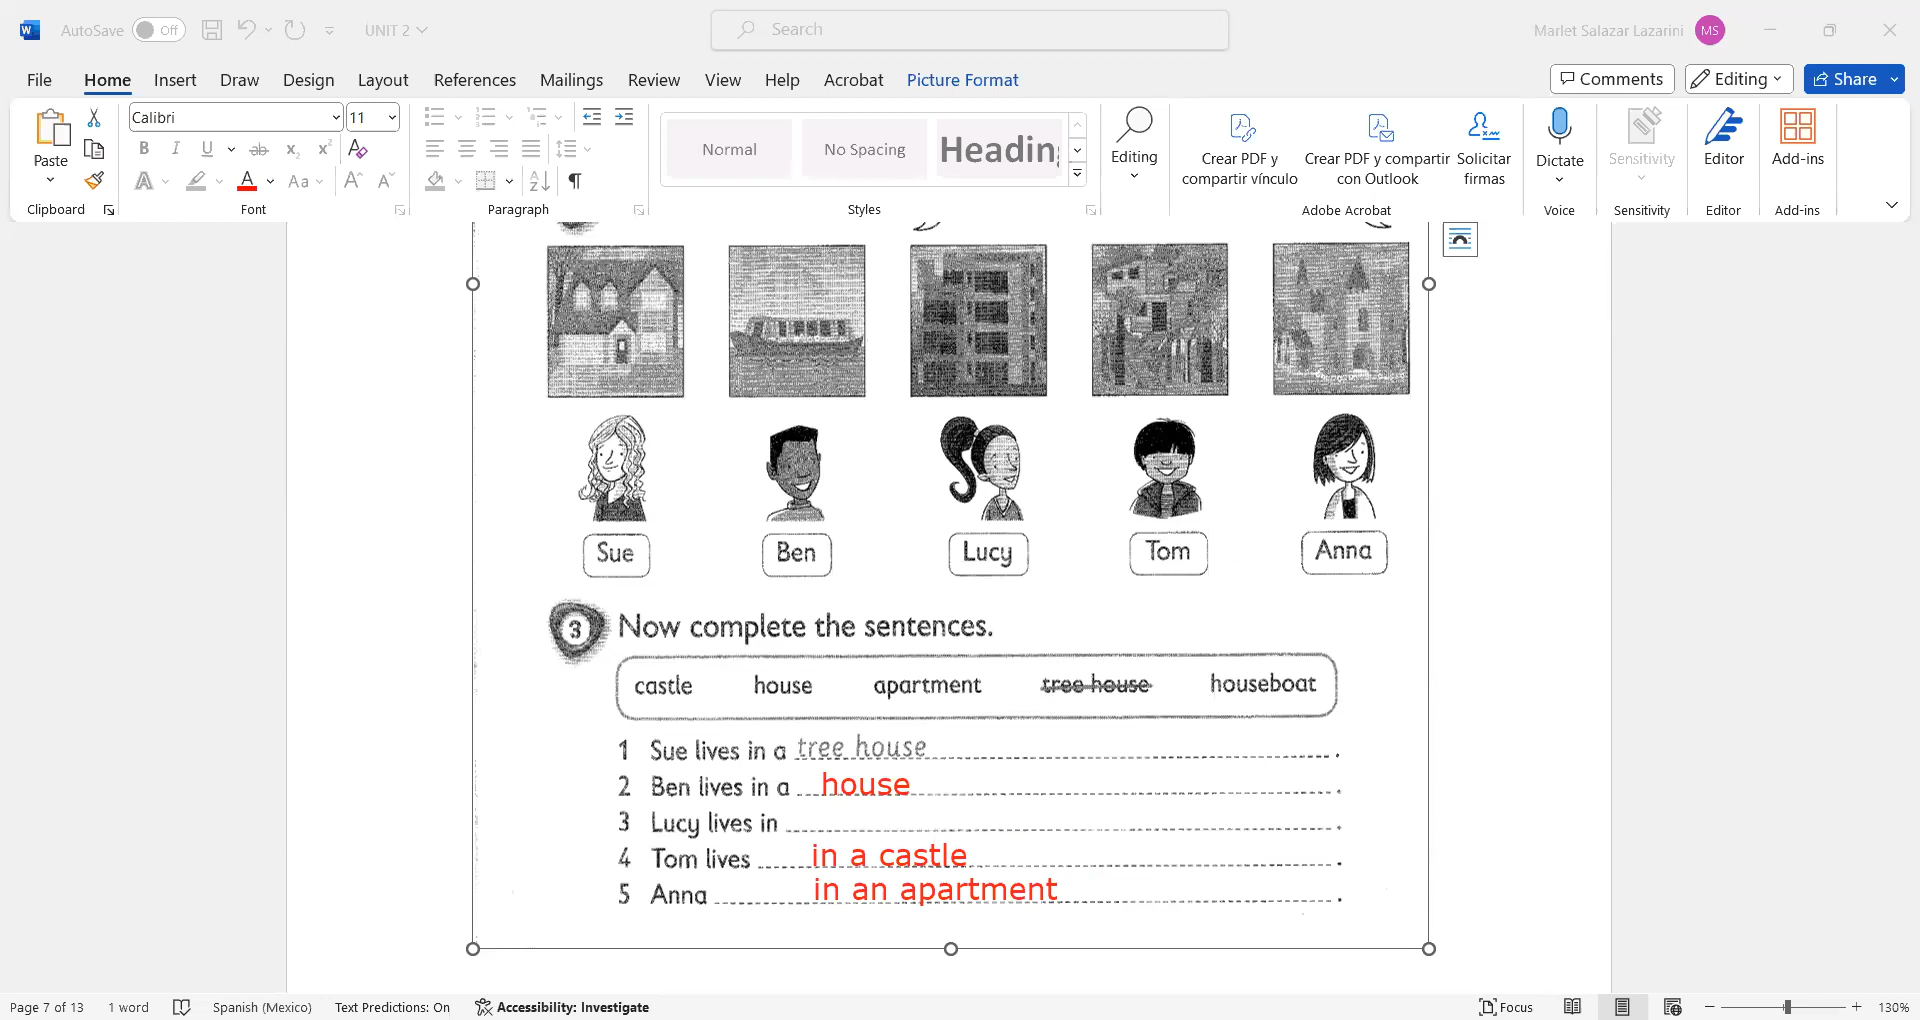 AutoSave Off UNIT 2 Search Marlet Salazar Lazarini MS
File Home Insert Draw Design Layout References Mailings Review View Help Acrobat Picture Format Comments Editing Share
Paste
Calibri 11
Normal No Spacing Heading
Editing
Crear PDF y compartir vínculo
Crear PDF y compartir con Outlook
Solicitar firmas
Dictate
Sensitivity
Editor
Add-ins
Clipboard Font Paragraph Styles Adobe Acrobat Voice Sensitivity Editor Add-ins
Sue Ben Lucy Tom Anna
3 Now complete the sentences.
castle house apartment tree house houseboat
1 Sue lives in a tree house.
2 Ben lives in a house.
3 Lucy lives in .
4 Tom lives in a castle.
5 Anna in an apartment.
Page 7 of 13 1 word Spanish (Mexico) Text Predictions: On Accessibility: Investigate Focus 130%